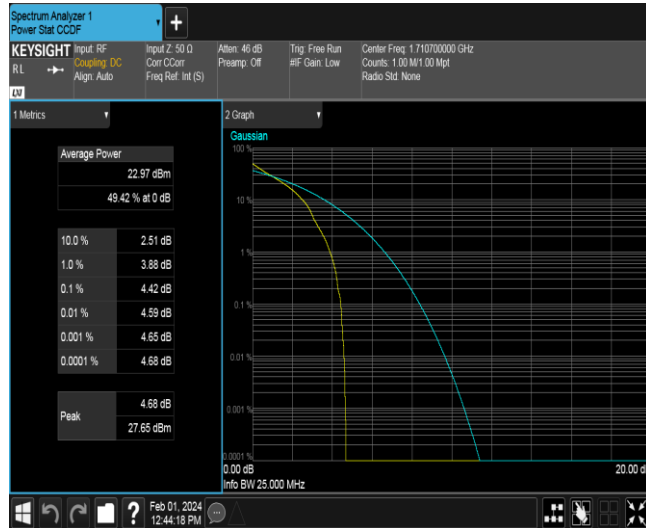 Spectrum Analyzer 1
Power Stat CCDF
+
KEYSIGHT
RL
LXI
Input: RF
Coupling: DC
Align: Auto
Input Z: 50 Ω
Corr CCorr
Freq Ref: Int (S)
Atten: 46 dB
Preamp: Off
Trig: Free Run
#IF Gain: Low
Center Freq: 1.710700000 GHz
Counts: 1.00 M/1.00 Mpt
Radio Std: None
1 Metrics
Average Power
22.97 dBm
49.42 % at 0 dB
10.0 % 2.51 dB
1.0 % 3.88 dB
0.1 % 4.42 dB
0.01 % 4.59 dB
0.001 % 4.65 dB
0.0001 % 4.68 dB
Peak 4.68 dB
27.65 dBm
2 Graph
Gaussian
100 %
10 %
1 %
0.1 %
0.01 %
0.001 %
0.0001 %
0.00 dB 20.00 d
Info BW 25.000 MHz
? Feb 01, 2024
12:44:18 PM